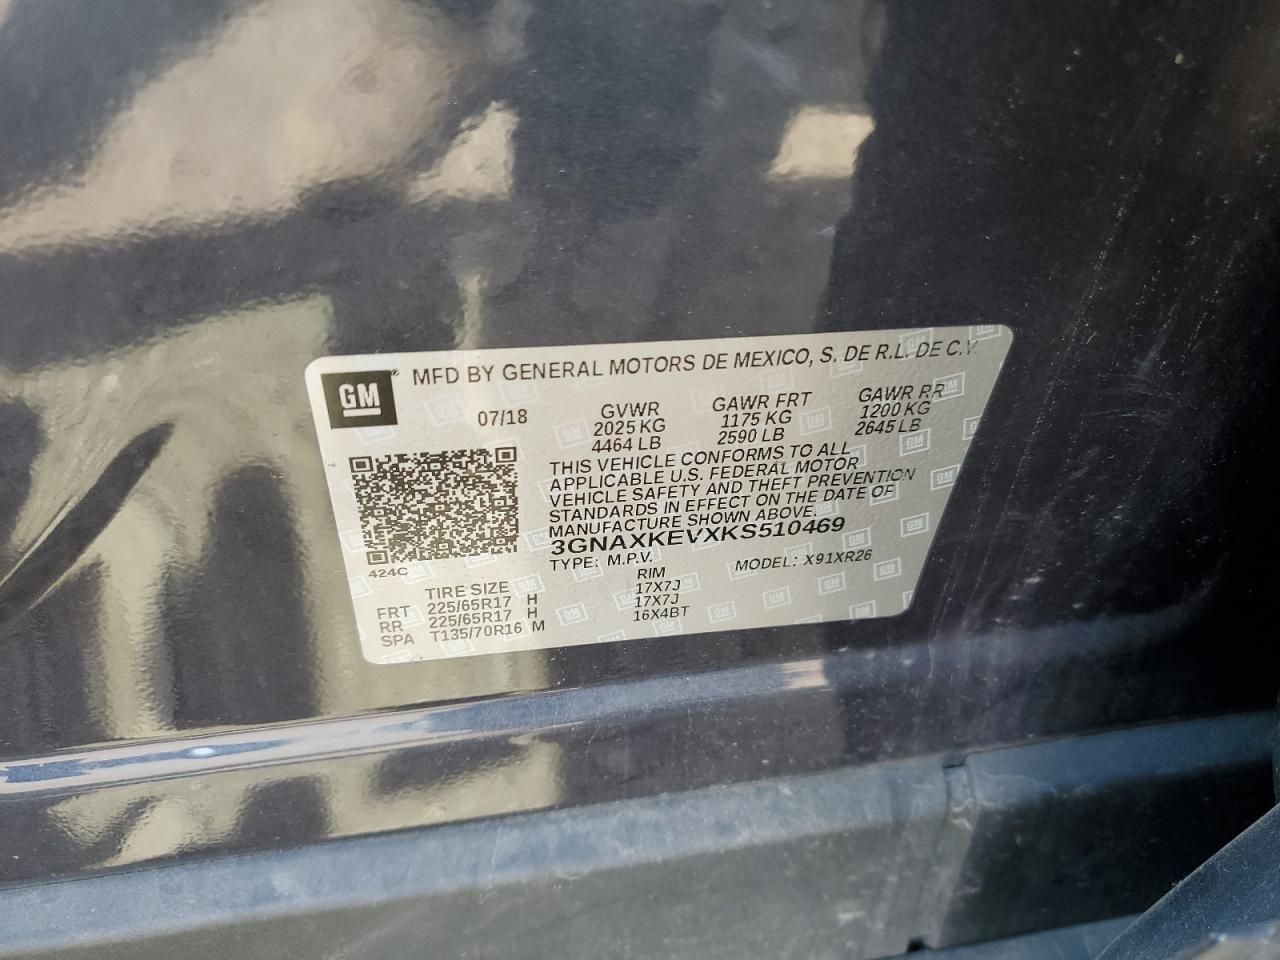 GM® MFD BY GENERAL MOTORS DE MEXICO, S. DE R.L. DE C.V.
07/18 GVWR GAWR FRT GAWR RR
2025 KG 1175 KG 1200 KG
4464 LB 2590 LB 2645 LB
THIS VEHICLE CONFORMS TO ALL
APPLICABLE U.S. FEDERAL MOTOR
VEHICLE SAFETY AND THEFT PREVENTION
STANDARDS IN EFFECT ON THE DATE OF
MANUFACTURE SHOWN ABOVE.
3GNAXKEVXKS510469
TYPE: M.P.V. MODEL: X91XR26
424C
TIRE SIZE RIM
FRT 225/65R17 H 17X7J
RR 225/65R17 H 17X7J
SPA T135/70R16 M 16X4BT